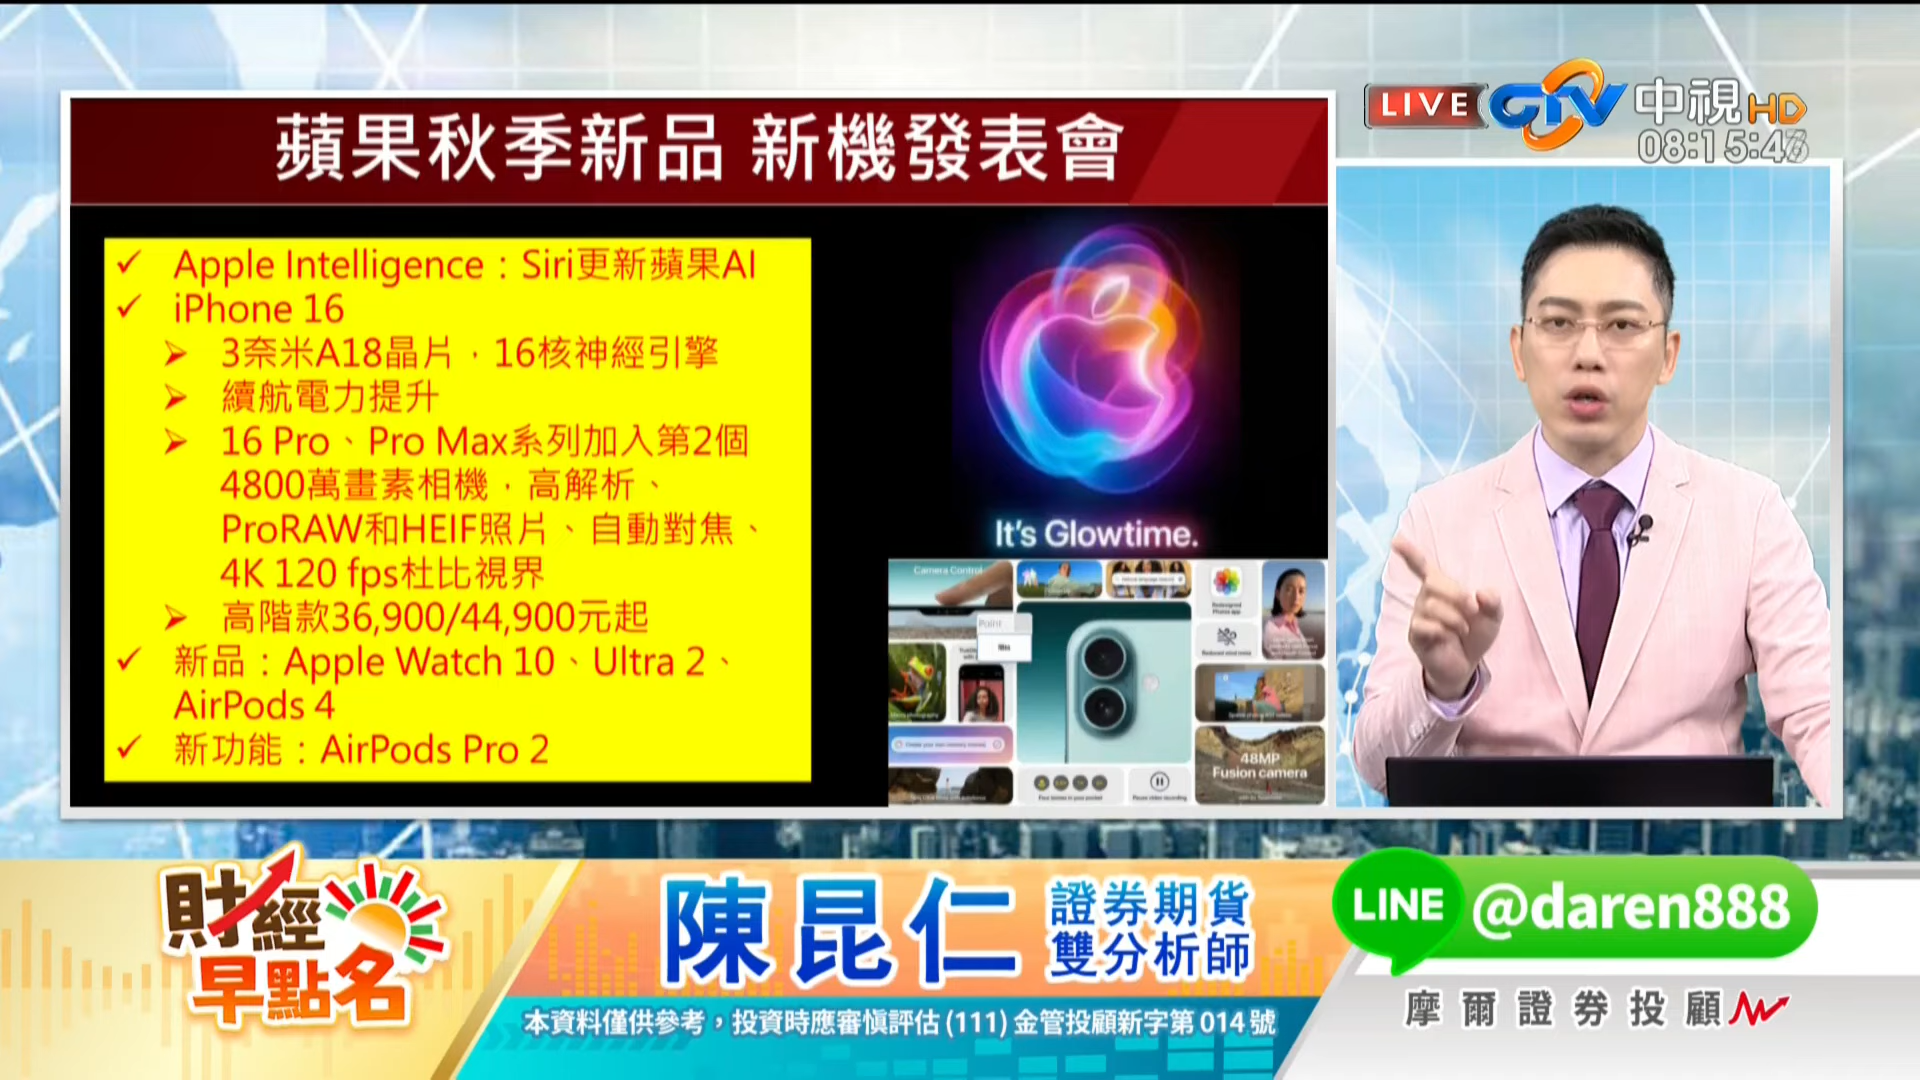 蘋果秋季新品 新機發表會
LIVE CTV 中視HD
08:15:4
✓ Apple Intelligence：Siri更新蘋果AI
✓ iPhone 16
➢ 3奈米A18晶片，16核神經引擎
➢ 續航電力提升
➢ 16 Pro、Pro Max系列加入第2個
4800萬畫素相機，高解析、
ProRAW和HEIF照片、自動對焦、
4K 120 fps杜比視界
➢ 高階款36,900/44,900元起
✓ 新品：Apple Watch 10、Ultra 2、
AirPods 4
✓ 新功能：AirPods Pro 2
It's Glowtime.
Camera Control
Point
Redesigned
Photos app
48MP
Fusion camera
財經
早點名
陳昆仁
證券期貨
雙分析師
本資料僅供參考，投資時應審慎評估 (111) 金管投顧新字第 014 號
LINE @daren888
摩爾證券投顧